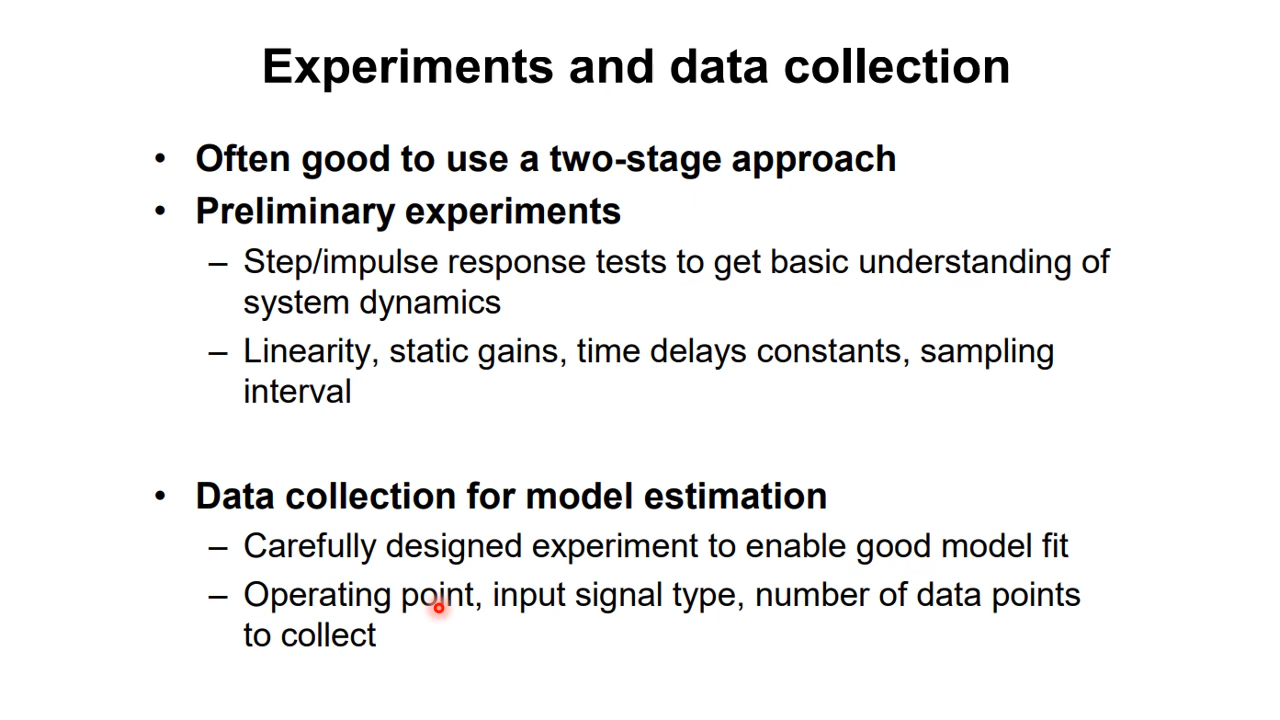 Experiments and data collection
• Often good to use a two-stage approach
• Preliminary experiments
– Step/impulse response tests to get basic understanding of
system dynamics
– Linearity, static gains, time delays constants, sampling
interval
• Data collection for model estimation
– Carefully designed experiment to enable good model fit
– Operating point, input signal type, number of data points
to collect